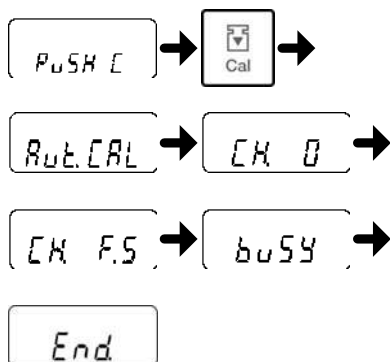 PuSH C Cal
Aut.CAL CH. 0
CH. F.S buSY
End.